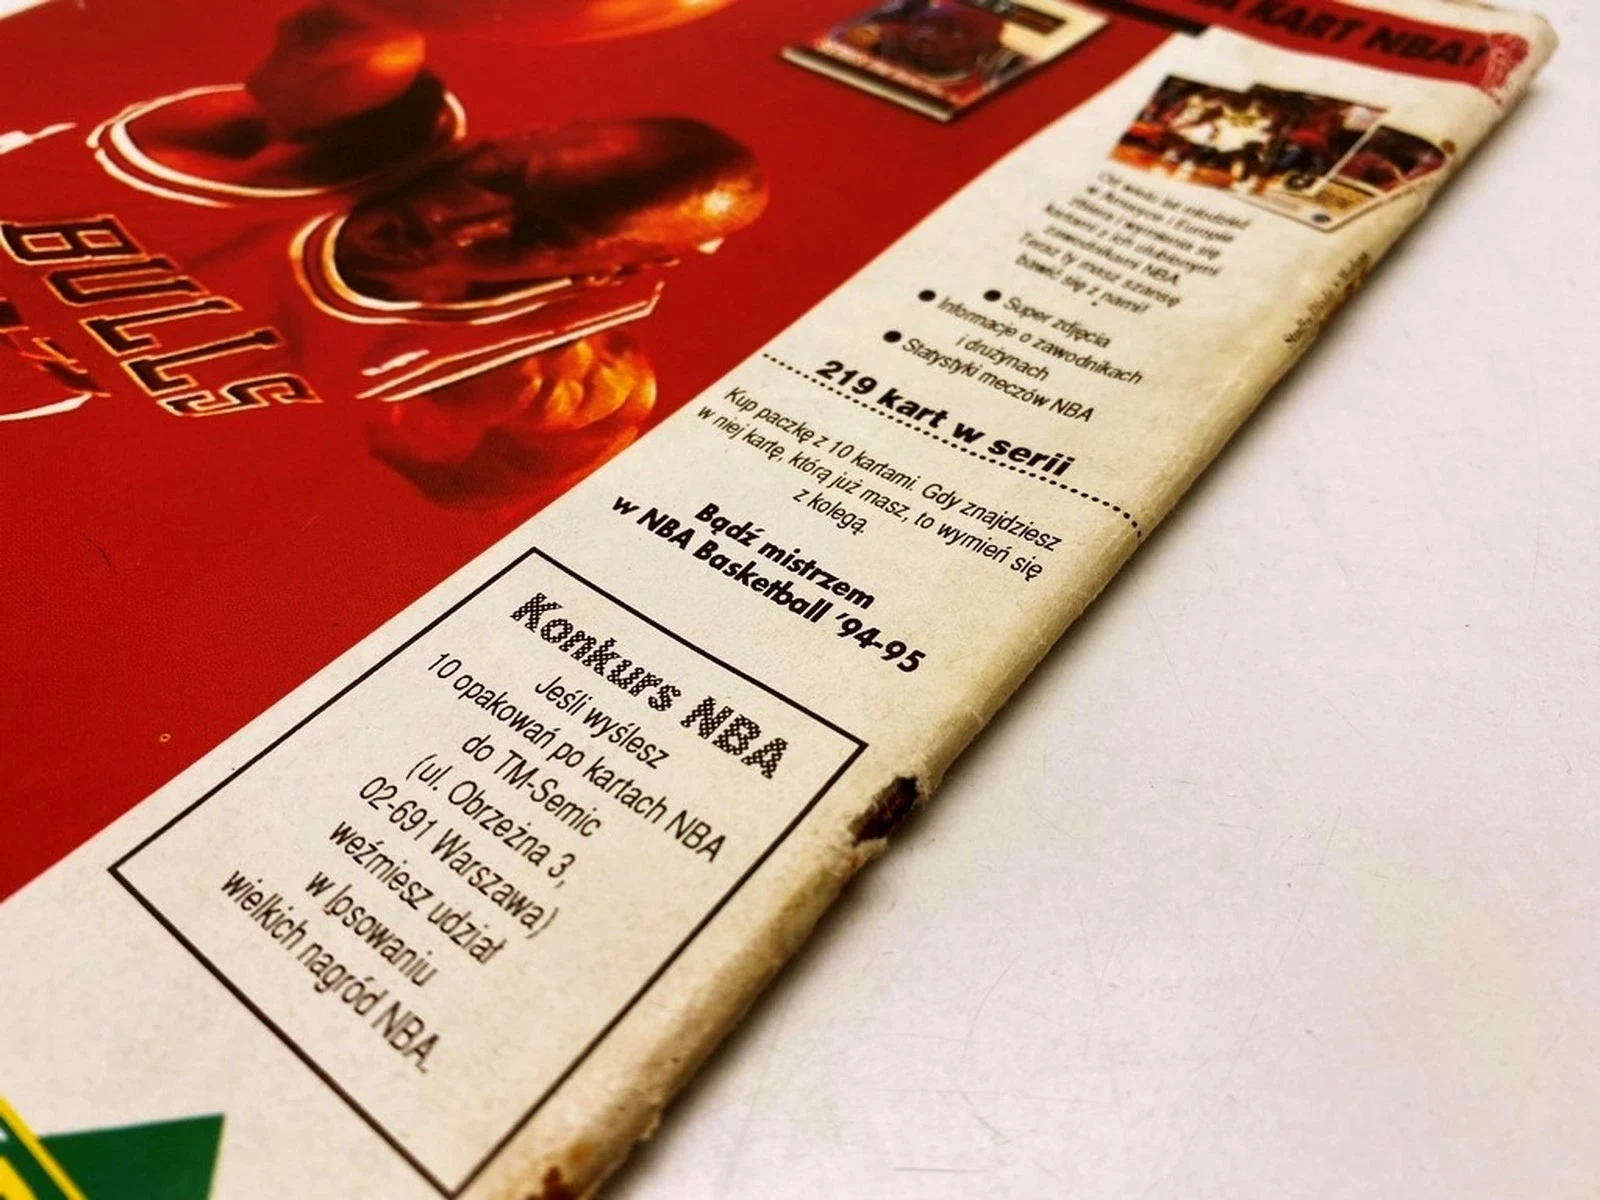 KART NBA!
Od wielu lat młodzież
w Ameryce i Europie
zbiera i wymienia się
kartami z ich ulubionymi
zawodnikami NBA.
Teraz ty masz szansę
bawić się z nami!
● Super zdjęcia
● Informacje o zawodnikach
i drużynach
● Statystyki meczów NBA
219 kart w serii
Kup paczkę z 10 kartami. Gdy znajdziesz
w niej kartę, którą już masz, to wymień się
z kolegą.
Bądź mistrzem
w NBA Basketball '94-95
Konkurs NBA
Jeśli wyślesz
10 opakowań po kartach NBA
do TM-Semic
(ul. Obrzeżna 3,
02-691 Warszawa)
weźmiesz udział
w losowaniu
wielkich nagród NBA.
BULLS